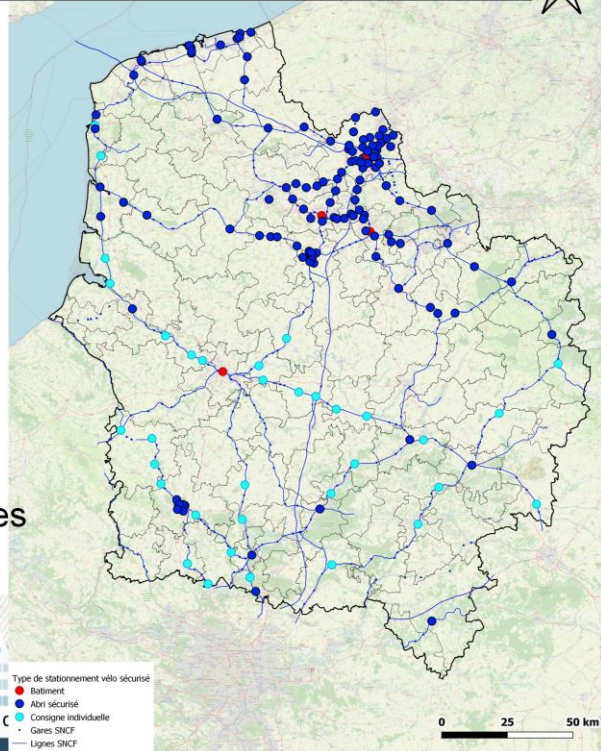 es
Type de stationnement vélo sécurisé
Batiment
Abri sécurisé
Consigne individuelle
Gares SNCF
Lignes SNCF
0 25 50 km